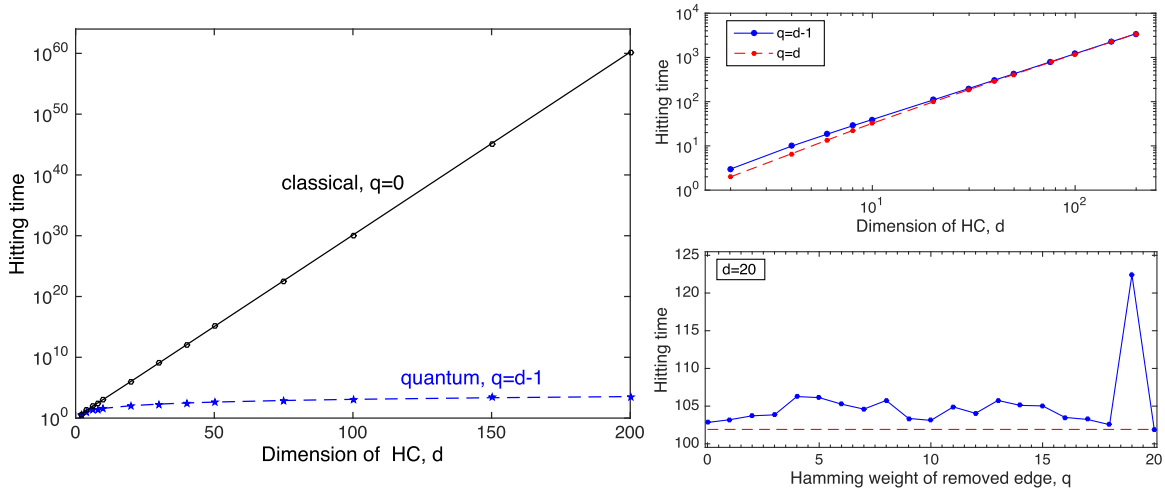 Hitting time
10^60
10^50
10^40
10^30
10^20
10^10
10^0
classical, q=0
quantum, q=d-1
0 50 100 150 200
Dimension of HC, d
Hitting time
10^4
10^3
10^2
10^1
10^0
q=d-1
q=d
10^1 10^2
Dimension of HC, d
Hitting time
125
120
115
110
105
100
d=20
0 5 10 15 20
Hamming weight of removed edge, q